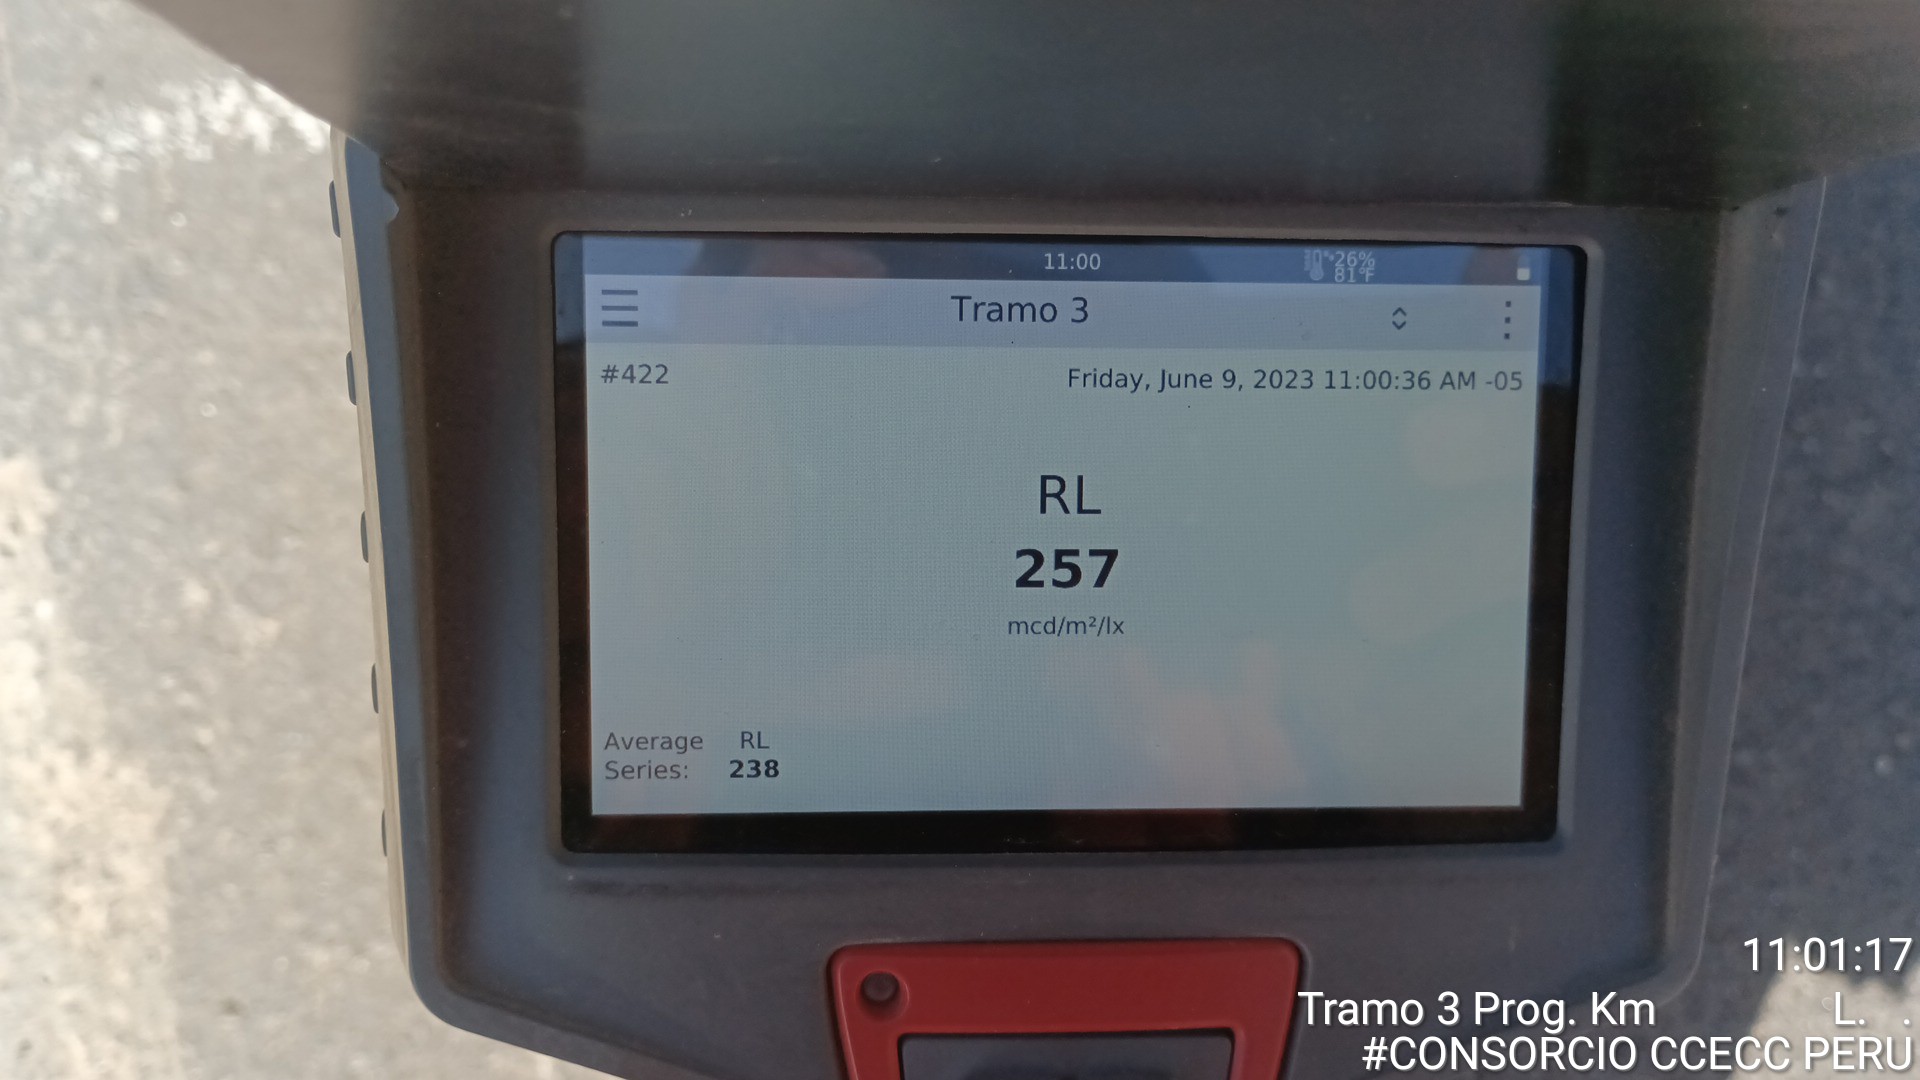 11:00
26%
81°F
Tramo 3
#422
Friday, June 9, 2023 11:00:36 AM -05
RL
257
mcd/m²/lx
Average RL
Series: 238
11:01:17
Tramo 3 Prog. Km L. .
#CONSORCIO CCECC PERU